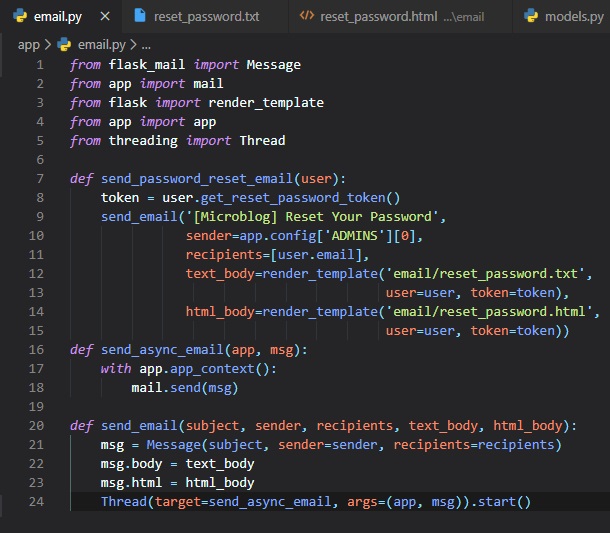 email.py × reset_password.txt reset_password.html ...\email models.py
app > email.py > ...
1 from flask_mail import Message
2 from app import mail
3 from flask import render_template
4 from app import app
5 from threading import Thread
6
7 def send_password_reset_email(user):
8     token = user.get_reset_password_token()
9     send_email('[Microblog] Reset Your Password',
10                sender=app.config['ADMINS'][0],
11                recipients=[user.email],
12                text_body=render_template('email/reset_password.txt',
13                                          user=user, token=token),
14                html_body=render_template('email/reset_password.html',
15                                          user=user, token=token))
16 def send_async_email(app, msg):
17     with app.app_context():
18         mail.send(msg)
19
20 def send_email(subject, sender, recipients, text_body, html_body):
21     msg = Message(subject, sender=sender, recipients=recipients)
22     msg.body = text_body
23     msg.html = html_body
24     Thread(target=send_async_email, args=(app, msg)).start()